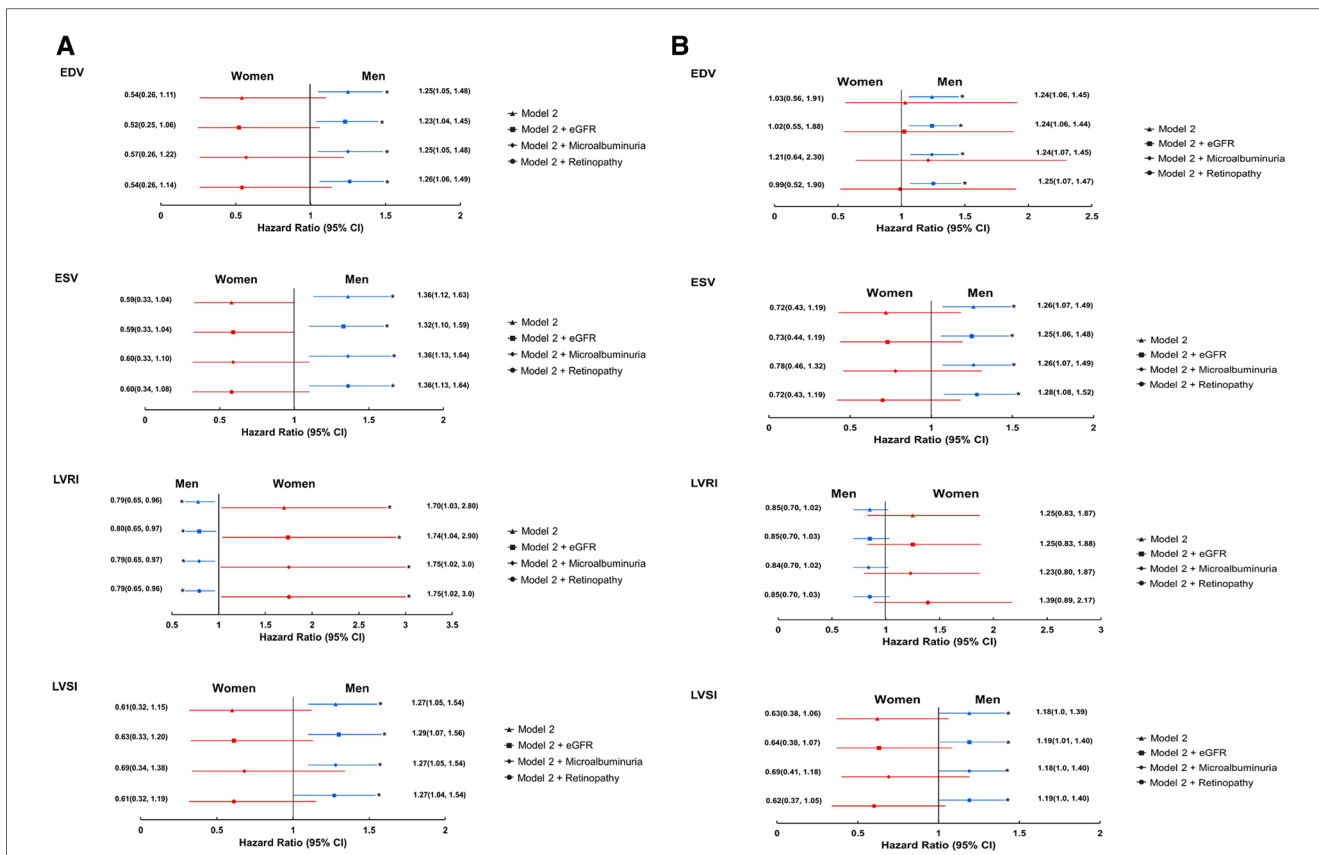 A
EDV
Women Men
0.54(0.26, 1.11) * 1.25(1.05, 1.48)
0.52(0.25, 1.06) * 1.23(1.04, 1.45)
0.57(0.26, 1.22) * 1.25(1.05, 1.48)
0.54(0.26, 1.14) * 1.26(1.06, 1.49)
Model 2
Model 2 + eGFR
Model 2 + Microalbuminuria
Model 2 + Retinopathy
0 0.5 1 1.5 2
Hazard Ratio (95% CI)
ESV
Women Men
0.59(0.33, 1.04) * 1.36(1.12, 1.63)
0.59(0.33, 1.04) * 1.32(1.10, 1.59)
0.60(0.33, 1.10) * 1.36(1.13, 1.64)
0.60(0.34, 1.08) * 1.36(1.13, 1.64)
Model 2
Model 2 + eGFR
Model 2 + Microalbuminuria
Model 2 + Retinopathy
0 0.5 1 1.5 2
Hazard Ratio (95% CI)
LVRI
Men Women
0.79(0.65, 0.96) * * 1.70(1.03, 2.80)
0.80(0.65, 0.97) * * 1.74(1.04, 2.90)
0.79(0.65, 0.97) * * 1.75(1.02, 3.0)
0.79(0.65, 0.96) * * 1.75(1.02, 3.0)
Model 2
Model 2 + eGFR
Model 2 + Microalbuminuria
Model 2 + Retinopathy
0.5 1 1.5 2 2.5 3 3.5
Hazard Ratio (95% CI)
LVSI
Women Men
0.61(0.32, 1.15) * 1.27(1.05, 1.54)
0.63(0.33, 1.20) * 1.29(1.07, 1.56)
0.69(0.34, 1.38) * 1.27(1.05, 1.54)
0.61(0.32, 1.19) * 1.27(1.04, 1.54)
Model 2
Model 2 + eGFR
Model 2 + Microalbuminuria
Model 2 + Retinopathy
0 0.5 1 1.5 2
Hazard Ratio (95% CI)
B
EDV
Women Men
1.03(0.56, 1.91) * 1.24(1.06, 1.45)
1.02(0.55, 1.88) * 1.24(1.06, 1.44)
1.21(0.64, 2.30) * 1.24(1.07, 1.45)
0.99(0.52, 1.90) * 1.25(1.07, 1.47)
Model 2
Model 2 + eGFR
Model 2 + Microalbuminuria
Model 2 + Retinopathy
0 0.5 1 1.5 2 2.5
Hazard Ratio (95% CI)
ESV
Women Men
0.72(0.43, 1.19) * 1.26(1.07, 1.49)
0.73(0.44, 1.19) * 1.25(1.06, 1.48)
0.78(0.46, 1.32) * 1.26(1.07, 1.49)
0.72(0.43, 1.19) * 1.28(1.08, 1.52)
Model 2
Model 2 + eGFR
Model 2 + Microalbuminuria
Model 2 + Retinopathy
0 0.5 1 1.5 2
Hazard Ratio (95% CI)
LVRI
Men Women
0.85(0.70, 1.02) 1.25(0.83, 1.87)
0.85(0.70, 1.03) 1.25(0.83, 1.88)
0.84(0.70, 1.02) 1.23(0.80, 1.87)
0.85(0.70, 1.03) 1.39(0.89, 2.17)
Model 2
Model 2 + eGFR
Model 2 + Microalbuminuria
Model 2 + Retinopathy
0 0.5 1 1.5 2 2.5 3
Hazard Ratio (95% CI)
LVSI
Women Men
0.63(0.38, 1.06) * 1.18(1.0, 1.39)
0.64(0.38, 1.07) * 1.19(1.01, 1.40)
0.69(0.41, 1.18) * 1.18(1.0, 1.40)
0.62(0.37, 1.05) * 1.19(1.0, 1.40)
Model 2
Model 2 + eGFR
Model 2 + Microalbuminuria
Model 2 + Retinopathy
0 0.5 1 1.5 2
Hazard Ratio (95% CI)